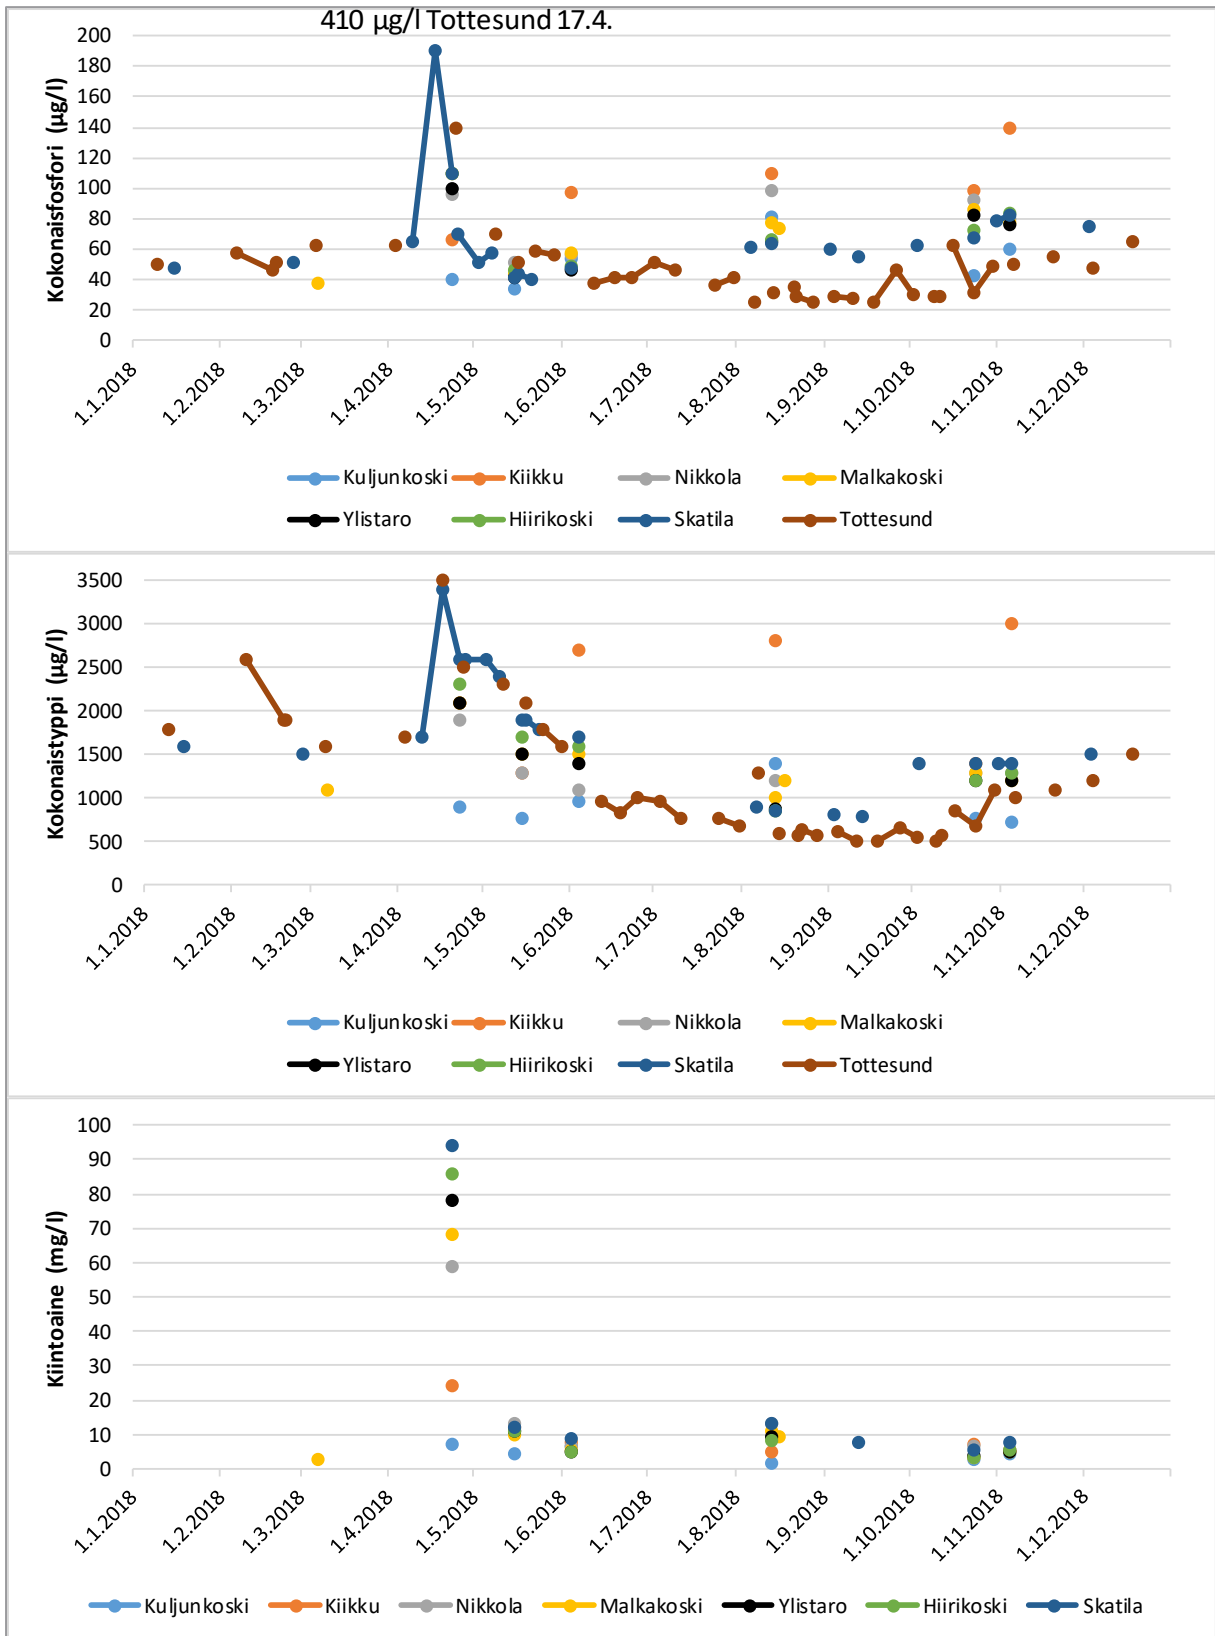 410 µg/l Tottesund 17.4.
Kokonaisfosfori (µg/l)
200
180
160
140
120
100
80
60
40
20
0
1.1.2018 1.2.2018 1.3.2018 1.4.2018 1.5.2018 1.6.2018 1.7.2018 1.8.2018 1.9.2018 1.10.2018 1.11.2018 1.12.2018
Kuljunkoski Kiikku Nikkola Malkakoski
Ylistaro Hiirikoski Skatila Tottesund
Kokonaistyppi (µg/l)
3500
3000
2500
2000
1500
1000
500
0
1.1.2018 1.2.2018 1.3.2018 1.4.2018 1.5.2018 1.6.2018 1.7.2018 1.8.2018 1.9.2018 1.10.2018 1.11.2018 1.12.2018
Kuljunkoski Kiikku Nikkola Malkakoski
Ylistaro Hiirikoski Skatila Tottesund
Kiintoaine (mg/l)
100
90
80
70
60
50
40
30
20
10
0
1.1.2018 1.2.2018 1.3.2018 1.4.2018 1.5.2018 1.6.2018 1.7.2018 1.8.2018 1.9.2018 1.10.2018 1.11.2018 1.12.2018
Kuljunkoski Kiikku Nikkola Malkakoski Ylistaro Hiirikoski Skatila